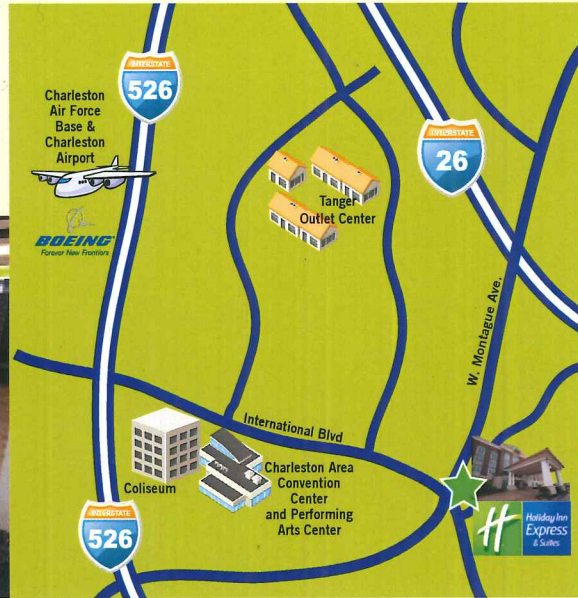 INTERSTATE
526
Charleston
Air Force
Base &
Charleston
Airport
BOEING
Forever New Frontiers
INTERSTATE
26
Tanger
Outlet Center
W. Montague Ave.
International Blvd
Coliseum
Charleston Area
Convention
Center
and Performing
Arts Center
INTERSTATE
526
H
Holiday Inn
Express
& Suites